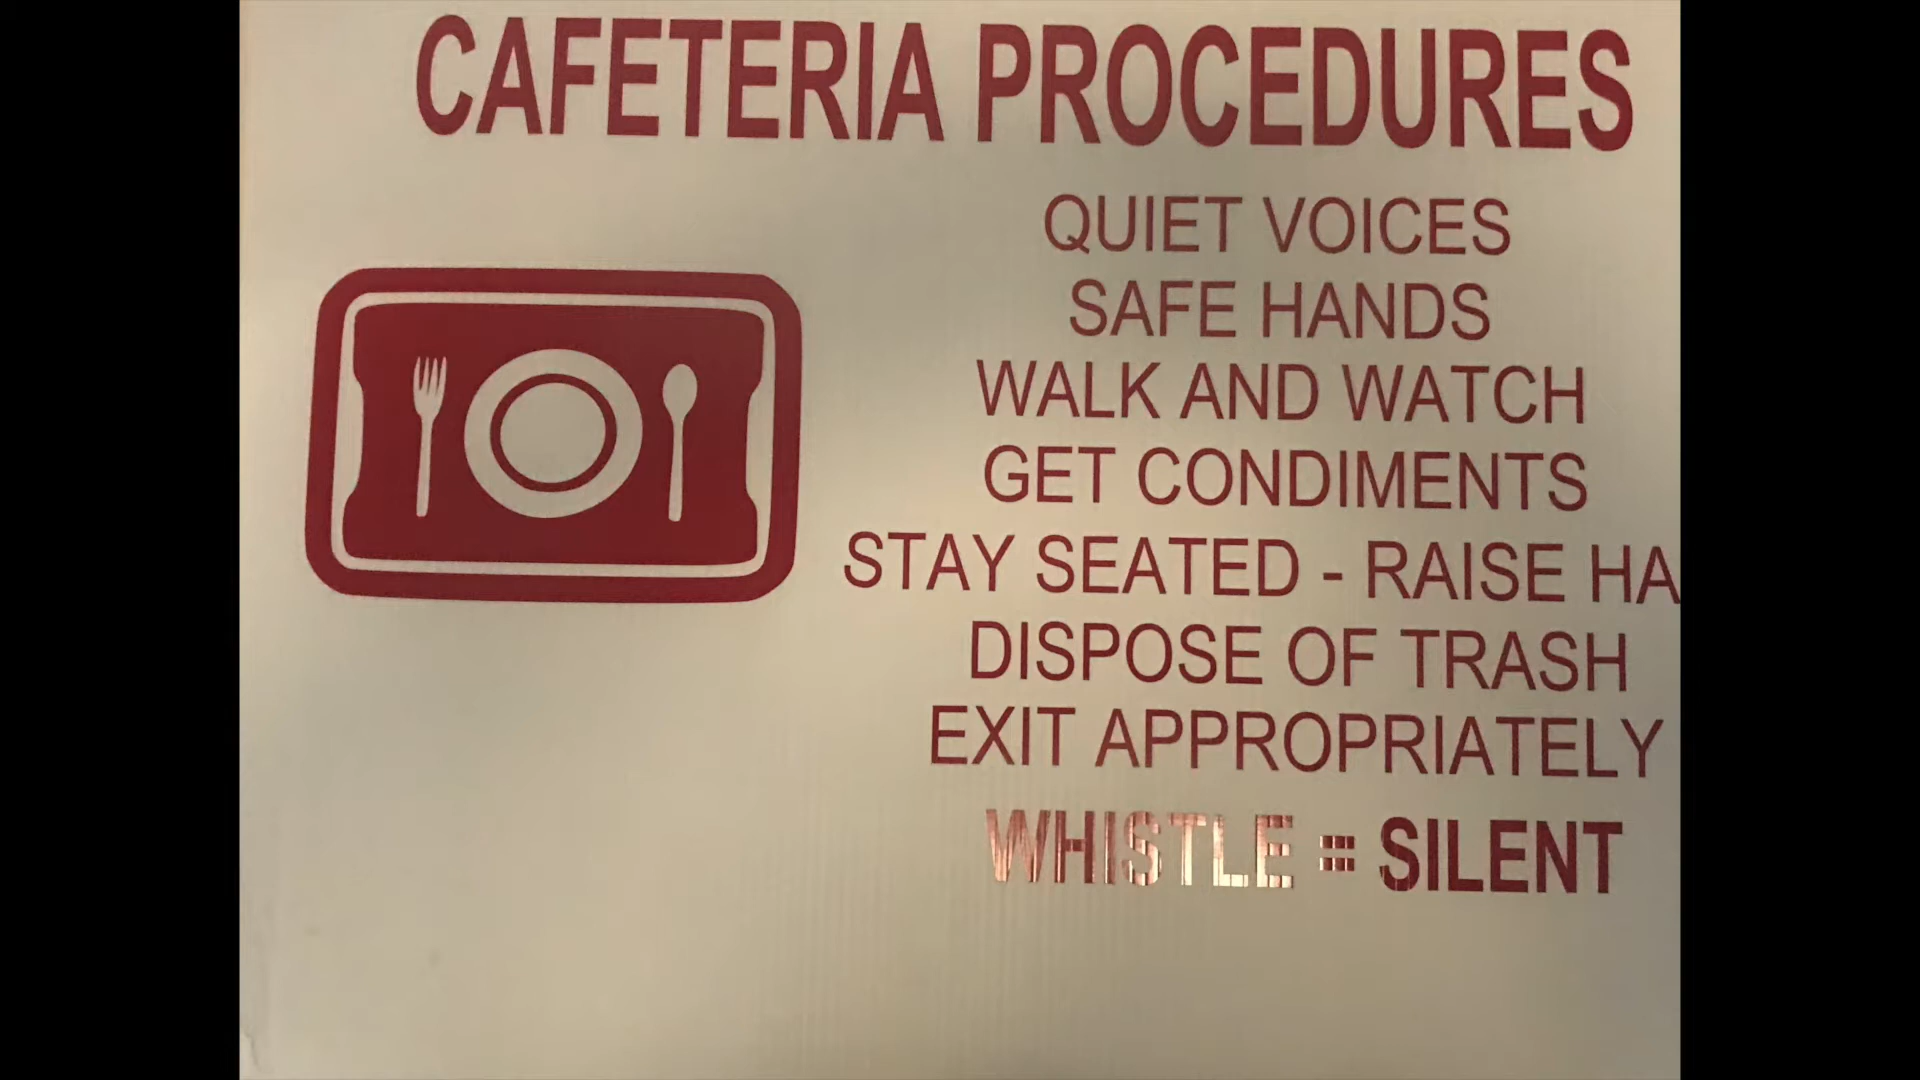 CAFETERIA PROCEDURES
QUIET VOICES
SAFE HANDS
WALK AND WATCH
GET CONDIMENTS
STAY SEATED - RAISE HA
DISPOSE OF TRASH
EXIT APPROPRIATELY
WHISTLE = SILENT